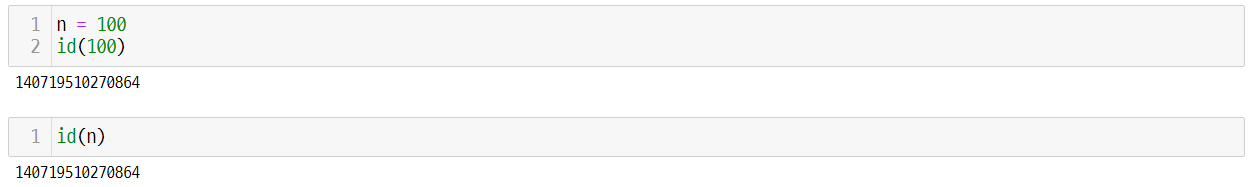 1 n = 100
2 id(100)
140719510270864
1 id(n)
140719510270864